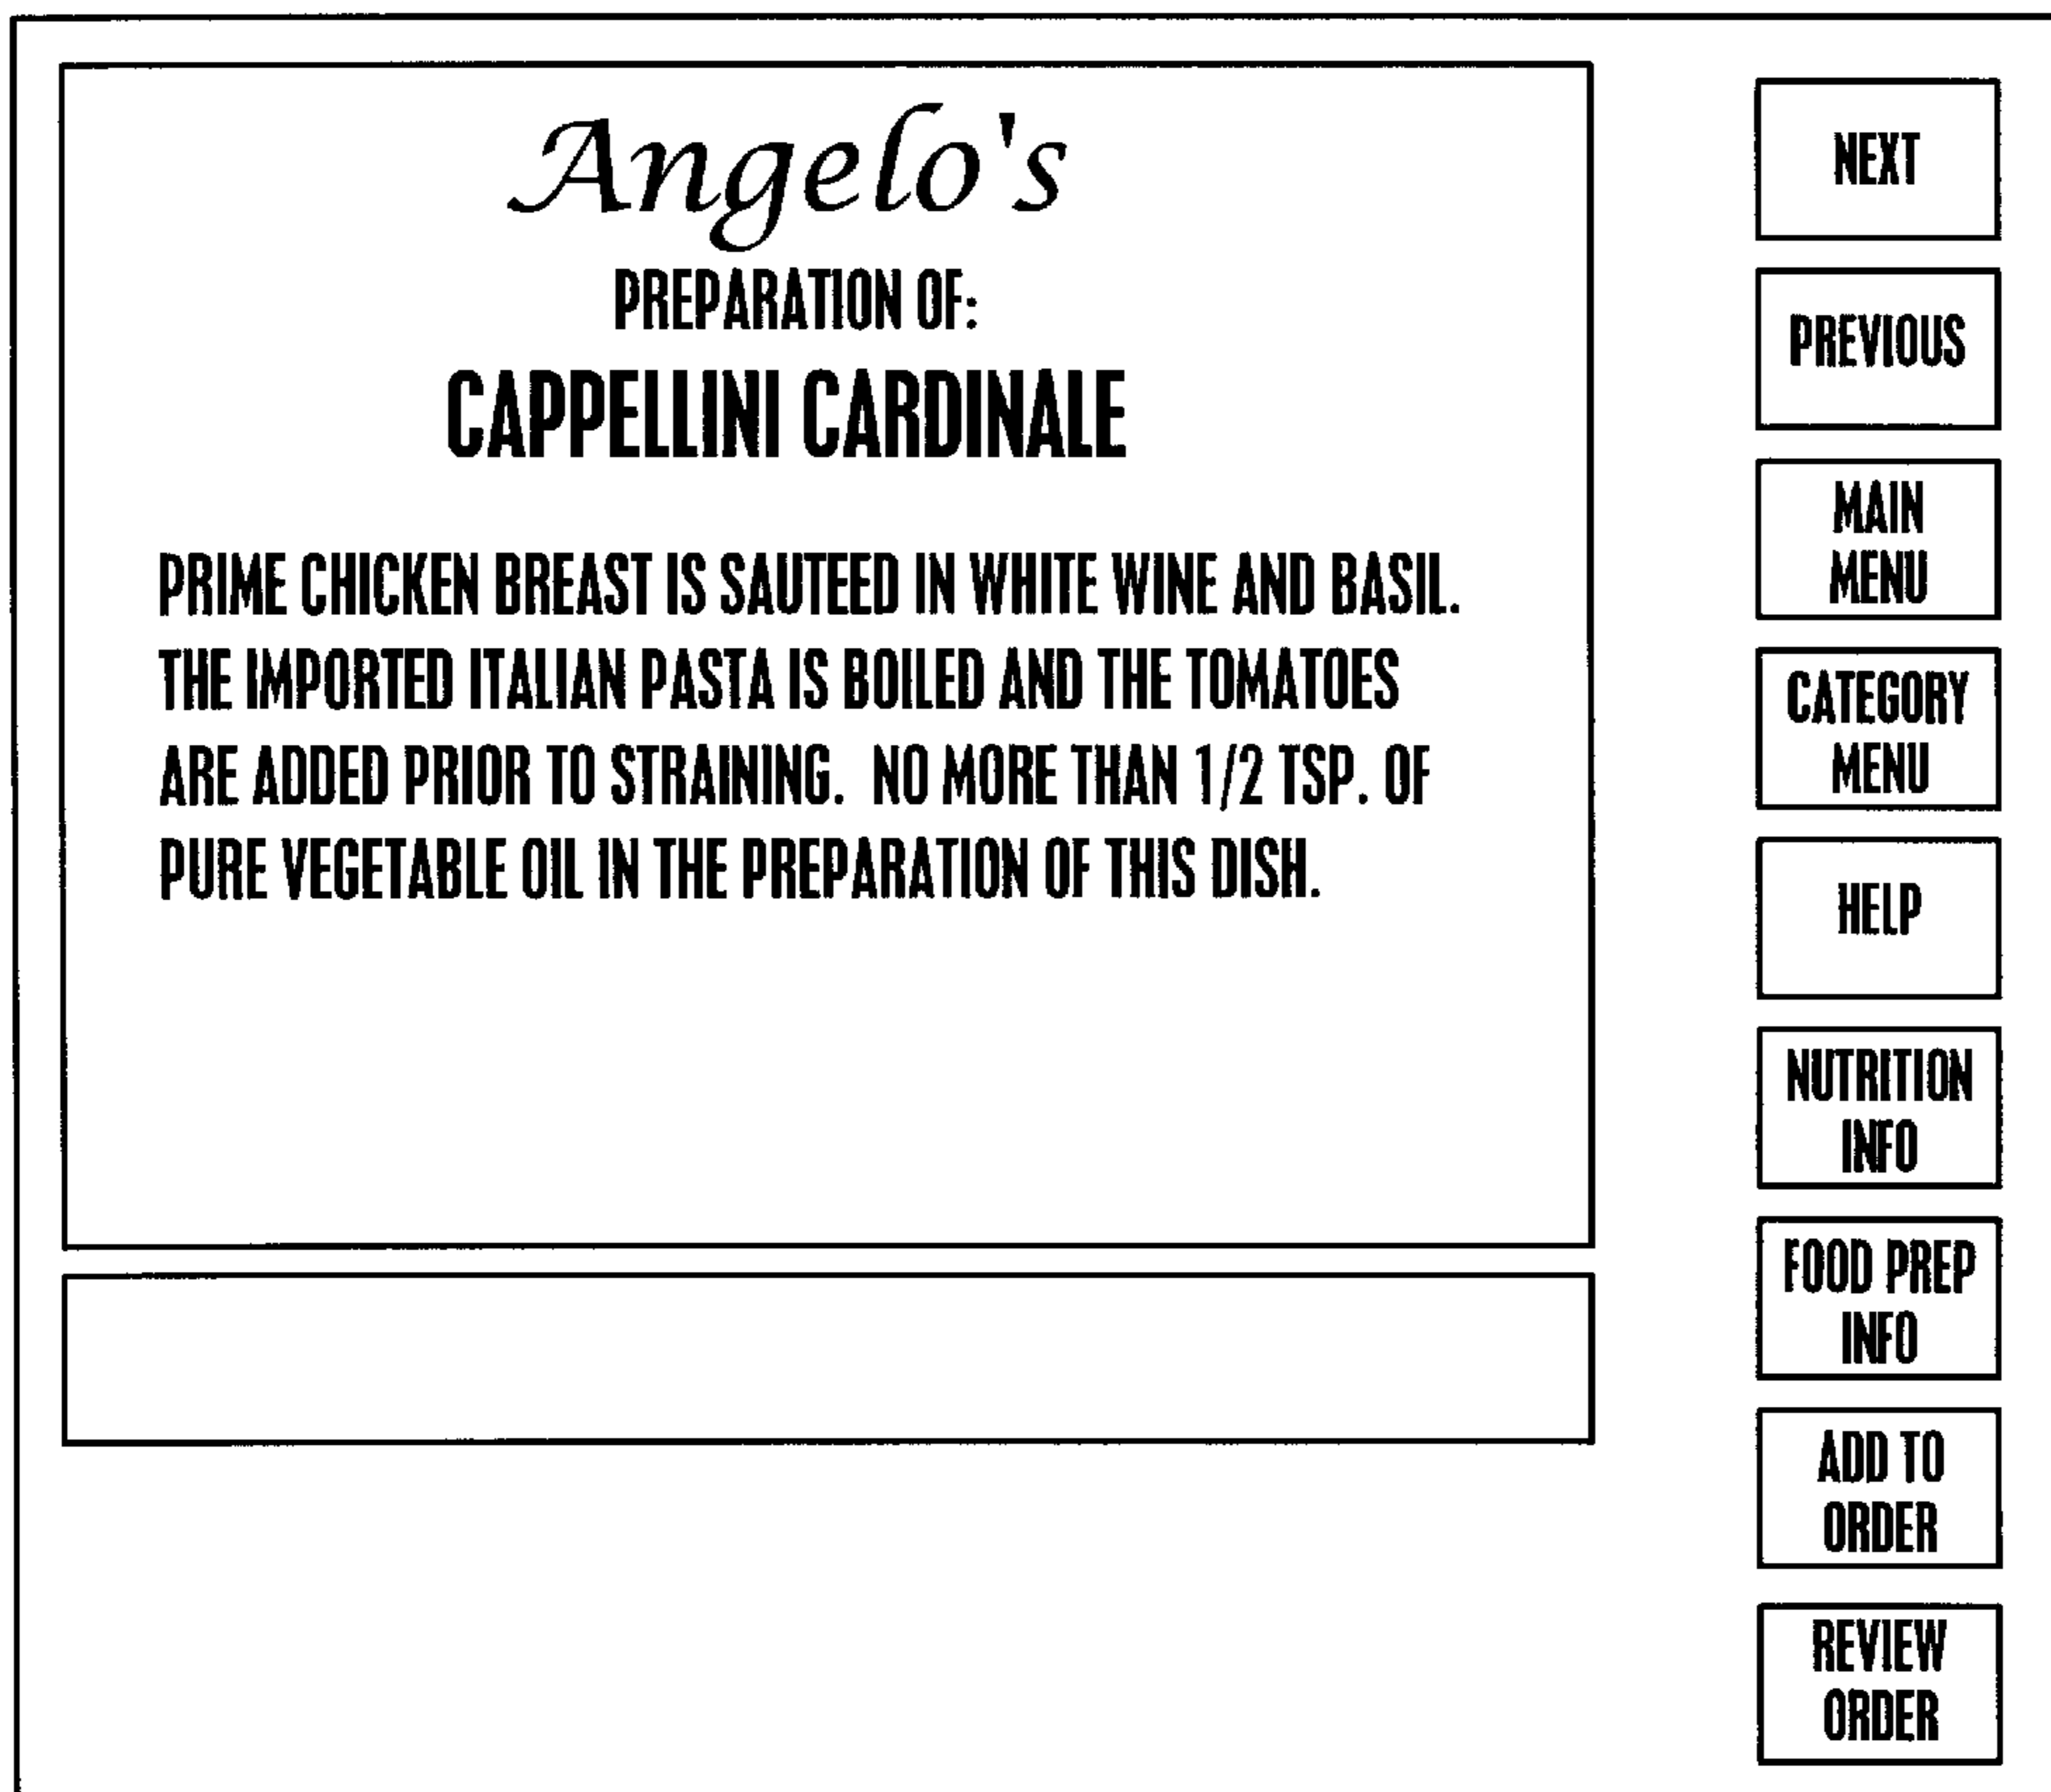 Angelo's
PREPARATION OF:
CAPPELLINI CARDINALE
PRIME CHICKEN BREAST IS SAUTEED IN WHITE WINE AND BASIL.
THE IMPORTED ITALIAN PASTA IS BOILED AND THE TOMATOES
ARE ADDED PRIOR TO STRAINING. NO MORE THAN 1/2 TSP. OF
PURE VEGETABLE OIL IN THE PREPARATION OF THIS DISH.
NEXT
PREVIOUS
MAIN
MENU
CATEGORY
MENU
HELP
NUTRITION
INFO
FOOD PREP
INFO
ADD TO
ORDER
REVIEW
ORDER